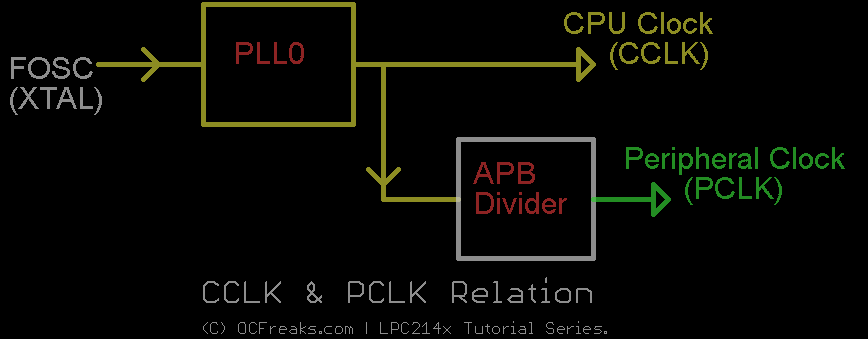 FOSC
(XTAL)
PLL0
CPU Clock
(CCLK)
APB
Divider
Peripheral Clock
(PCLK)
CCLK & PCLK Relation
(C) OCFreaks.com | LPC214x Tutorial Series.